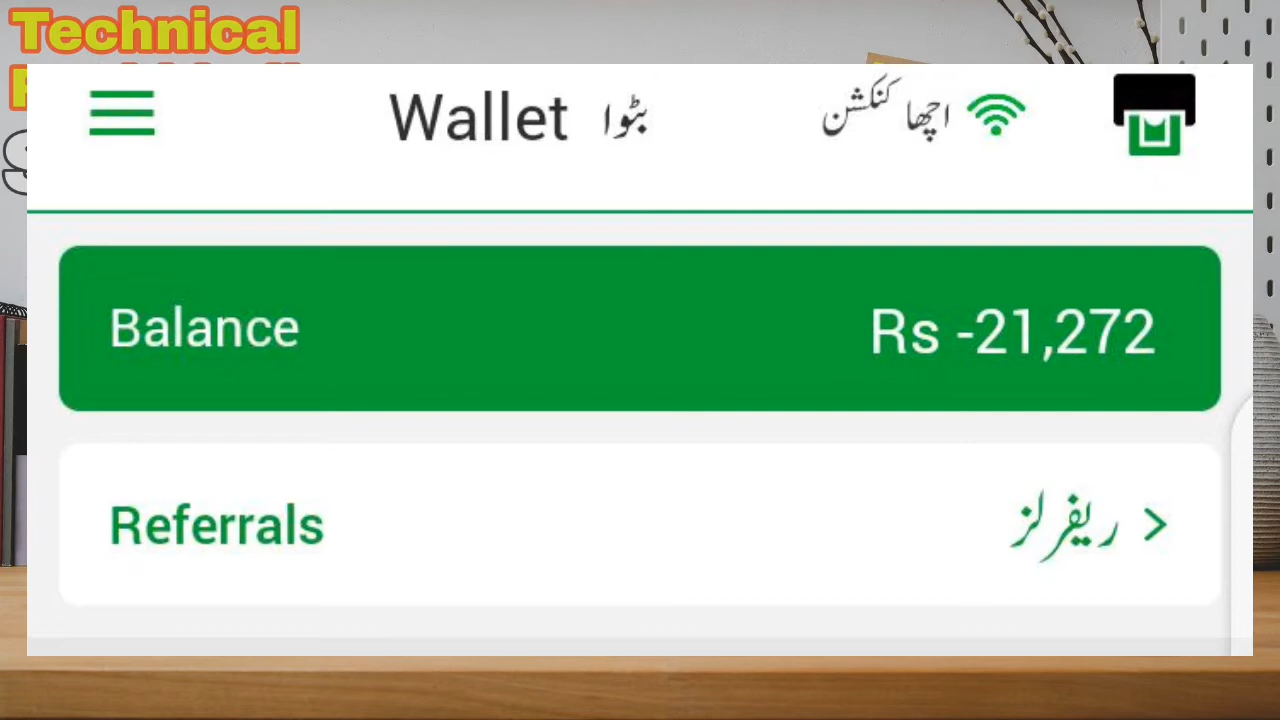 Technical
Wallet بٹوا اچھا کنکشن
Balance Rs -21,272
Referrals ریفرلز